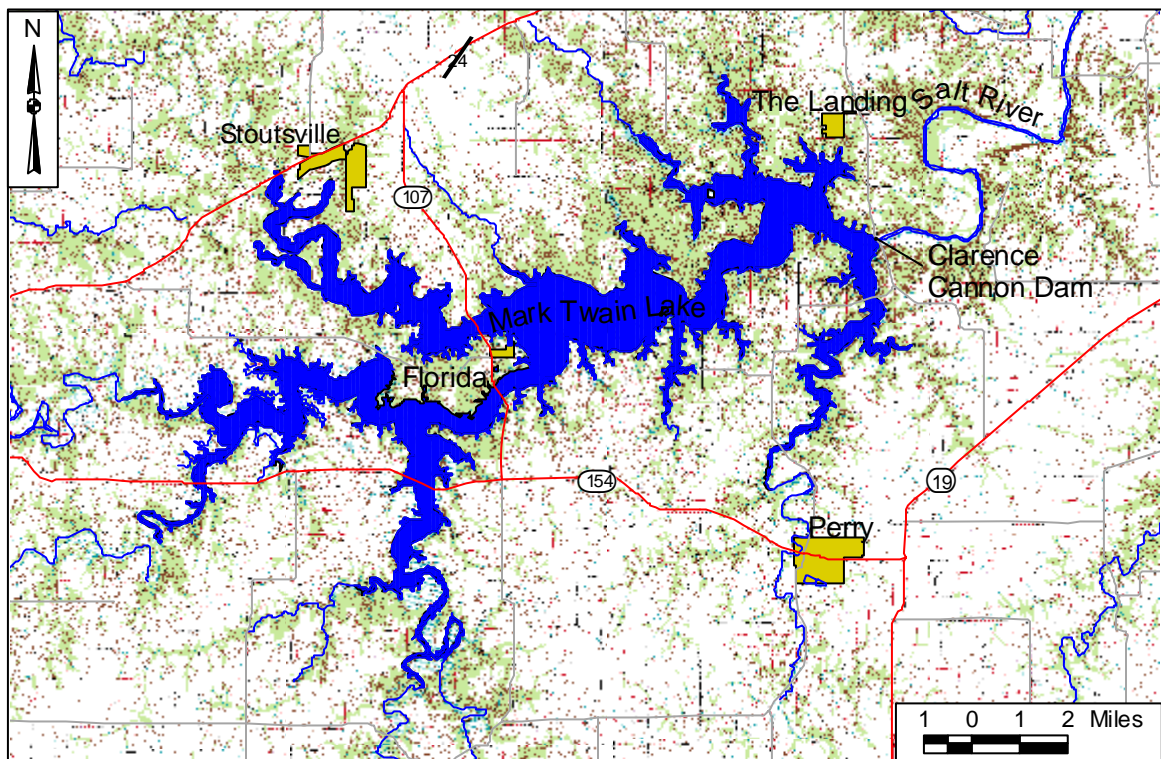 N
24
The Landing
Salt River
Stoutsville
107
Clarence
Cannon Dam
Mark Twain Lake
Florida
154
19
Perry
1 0 1 2 Miles